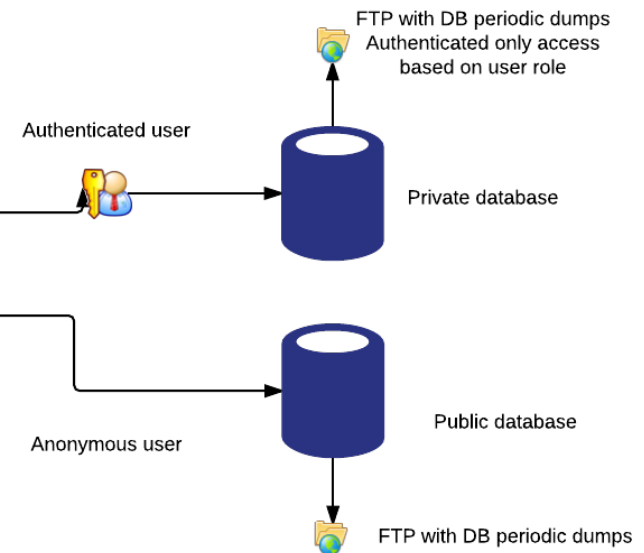 FTP with DB periodic dumps
Authenticated only access
based on user role
Authenticated user
Private database
Public database
Anonymous user
FTP with DB periodic dumps